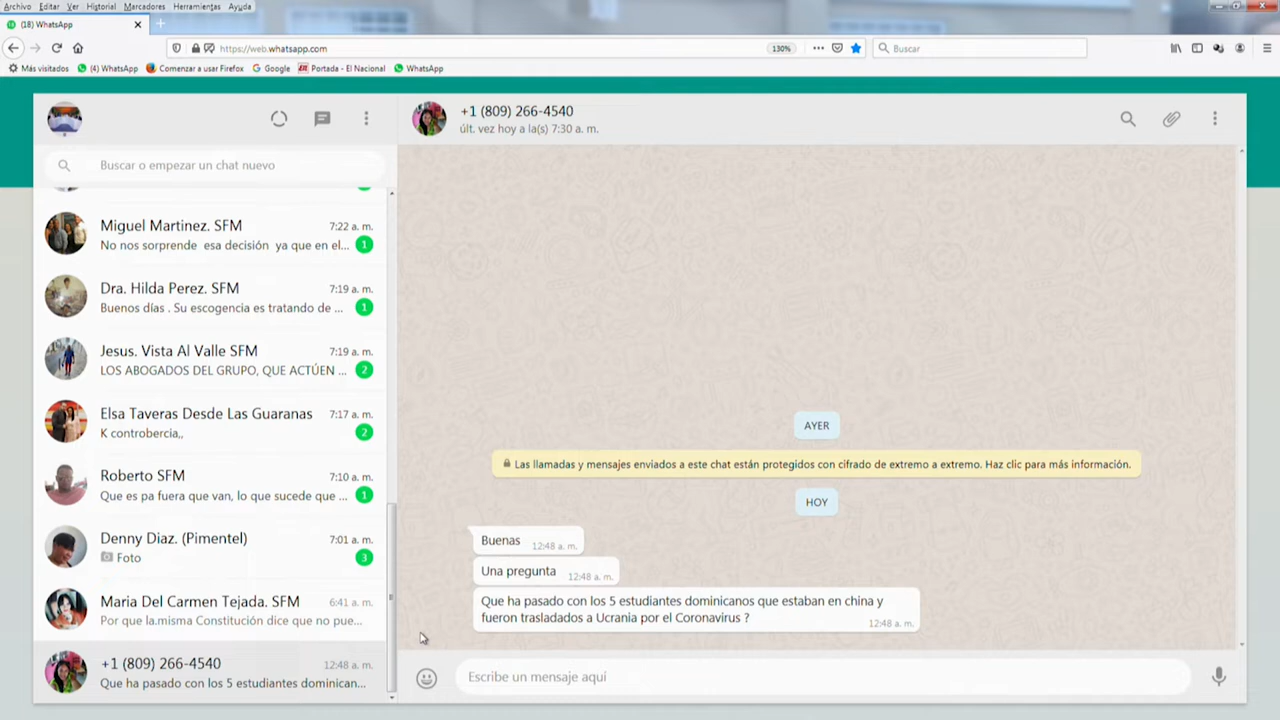 Archivo Editar Ver Historial Marcadores Herramientas Ayuda
(18) WhatsApp
https://web.whatsapp.com
130%
Buscar
Más visitados
(4) WhatsApp
Comenzar a usar Firefox
Google
Portada - El Nacional
WhatsApp
+1 (809) 266-4540
últ. vez hoy a la(s) 7:30 a. m.
Buscar o empezar un chat nuevo
Miguel Martinez. SFM 7:22 a. m.
No nos sorprende esa decisión ya que en el... 1
Dra. Hilda Perez. SFM 7:19 a. m.
Buenos días . Su escogencia es tratando de ... 1
Jesus. Vista Al Valle SFM 7:19 a. m.
LOS ABOGADOS DEL GRUPO, QUE ACTÚEN ... 2
Elsa Taveras Desde Las Guaranas 7:17 a. m.
K controbercia,, 2
Roberto SFM 7:10 a. m.
Que es pa fuera que van, lo que sucede que ... 1
Denny Diaz. (Pimentel) 7:01 a. m.
Foto 3
Maria Del Carmen Tejada. SFM 6:41 a. m.
Por que la.misma Constitución dice que no pue...
+1 (809) 266-4540 12:48 a. m.
Que ha pasado con los 5 estudiantes dominican...
AYER
Las llamadas y mensajes enviados a este chat están protegidos con cifrado de extremo a extremo. Haz clic para más información.
HOY
Buenas 12:48 a. m.
Una pregunta 12:48 a. m.
Que ha pasado con los 5 estudiantes dominicanos que estaban en china y
fueron trasladados a Ucrania por el Coronavirus ? 12:48 a. m.
Escribe un mensaje aquí